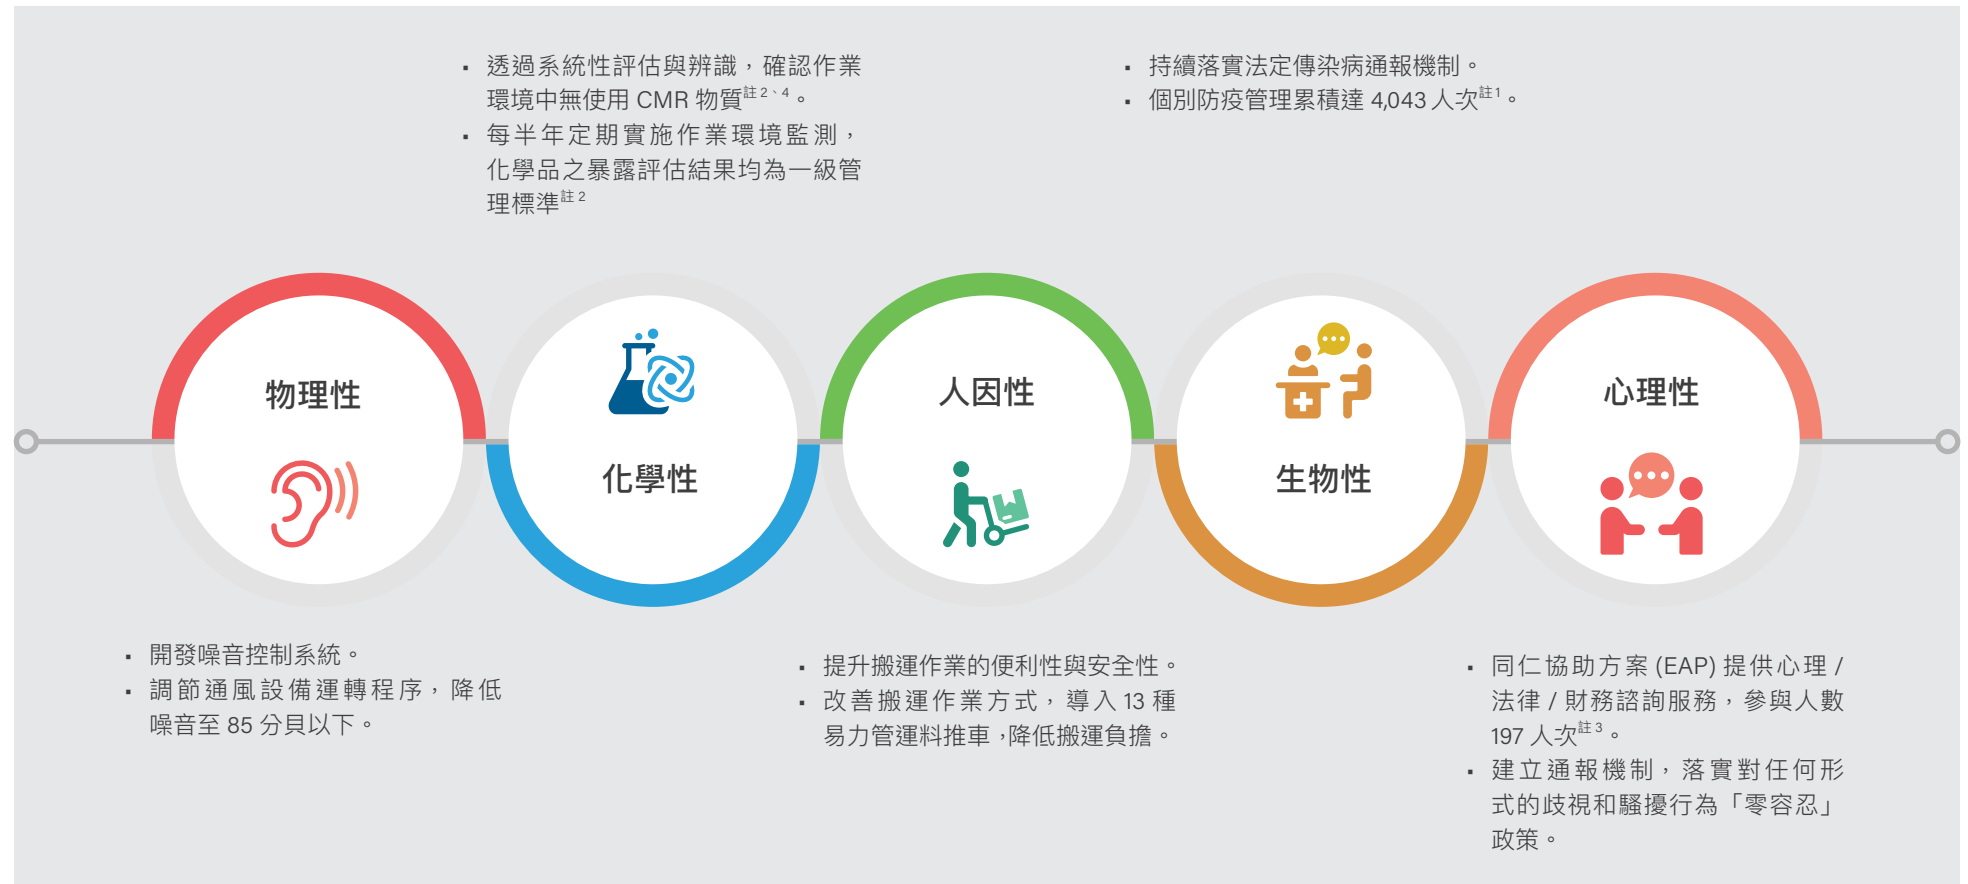 ▪ 透過系統性評估與辨識，確認作業
環境中無使用 CMR 物質註 2、4。
▪ 每半年定期實施作業環境監測，
化學品之暴露評估結果均為一級管
理標準註 2
▪ 持續落實法定傳染病通報機制。
▪ 個別防疫管理累積達 4,043 人次註 1。
物理性
化學性
人因性
生物性
心理性
▪ 開發噪音控制系統。
▪ 調節通風設備運轉程序，降低
噪音至 85 分貝以下。
▪ 提升搬運作業的便利性與安全性。
▪ 改善搬運作業方式，導入 13 種
易力管運料推車，降低搬運負擔。
▪ 同仁協助方案 (EAP) 提供心理 /
法律 / 財務諮詢服務，參與人數
197 人次註 3。
▪ 建立通報機制，落實對任何形
式的歧視和騷擾行為「零容忍」
政策。